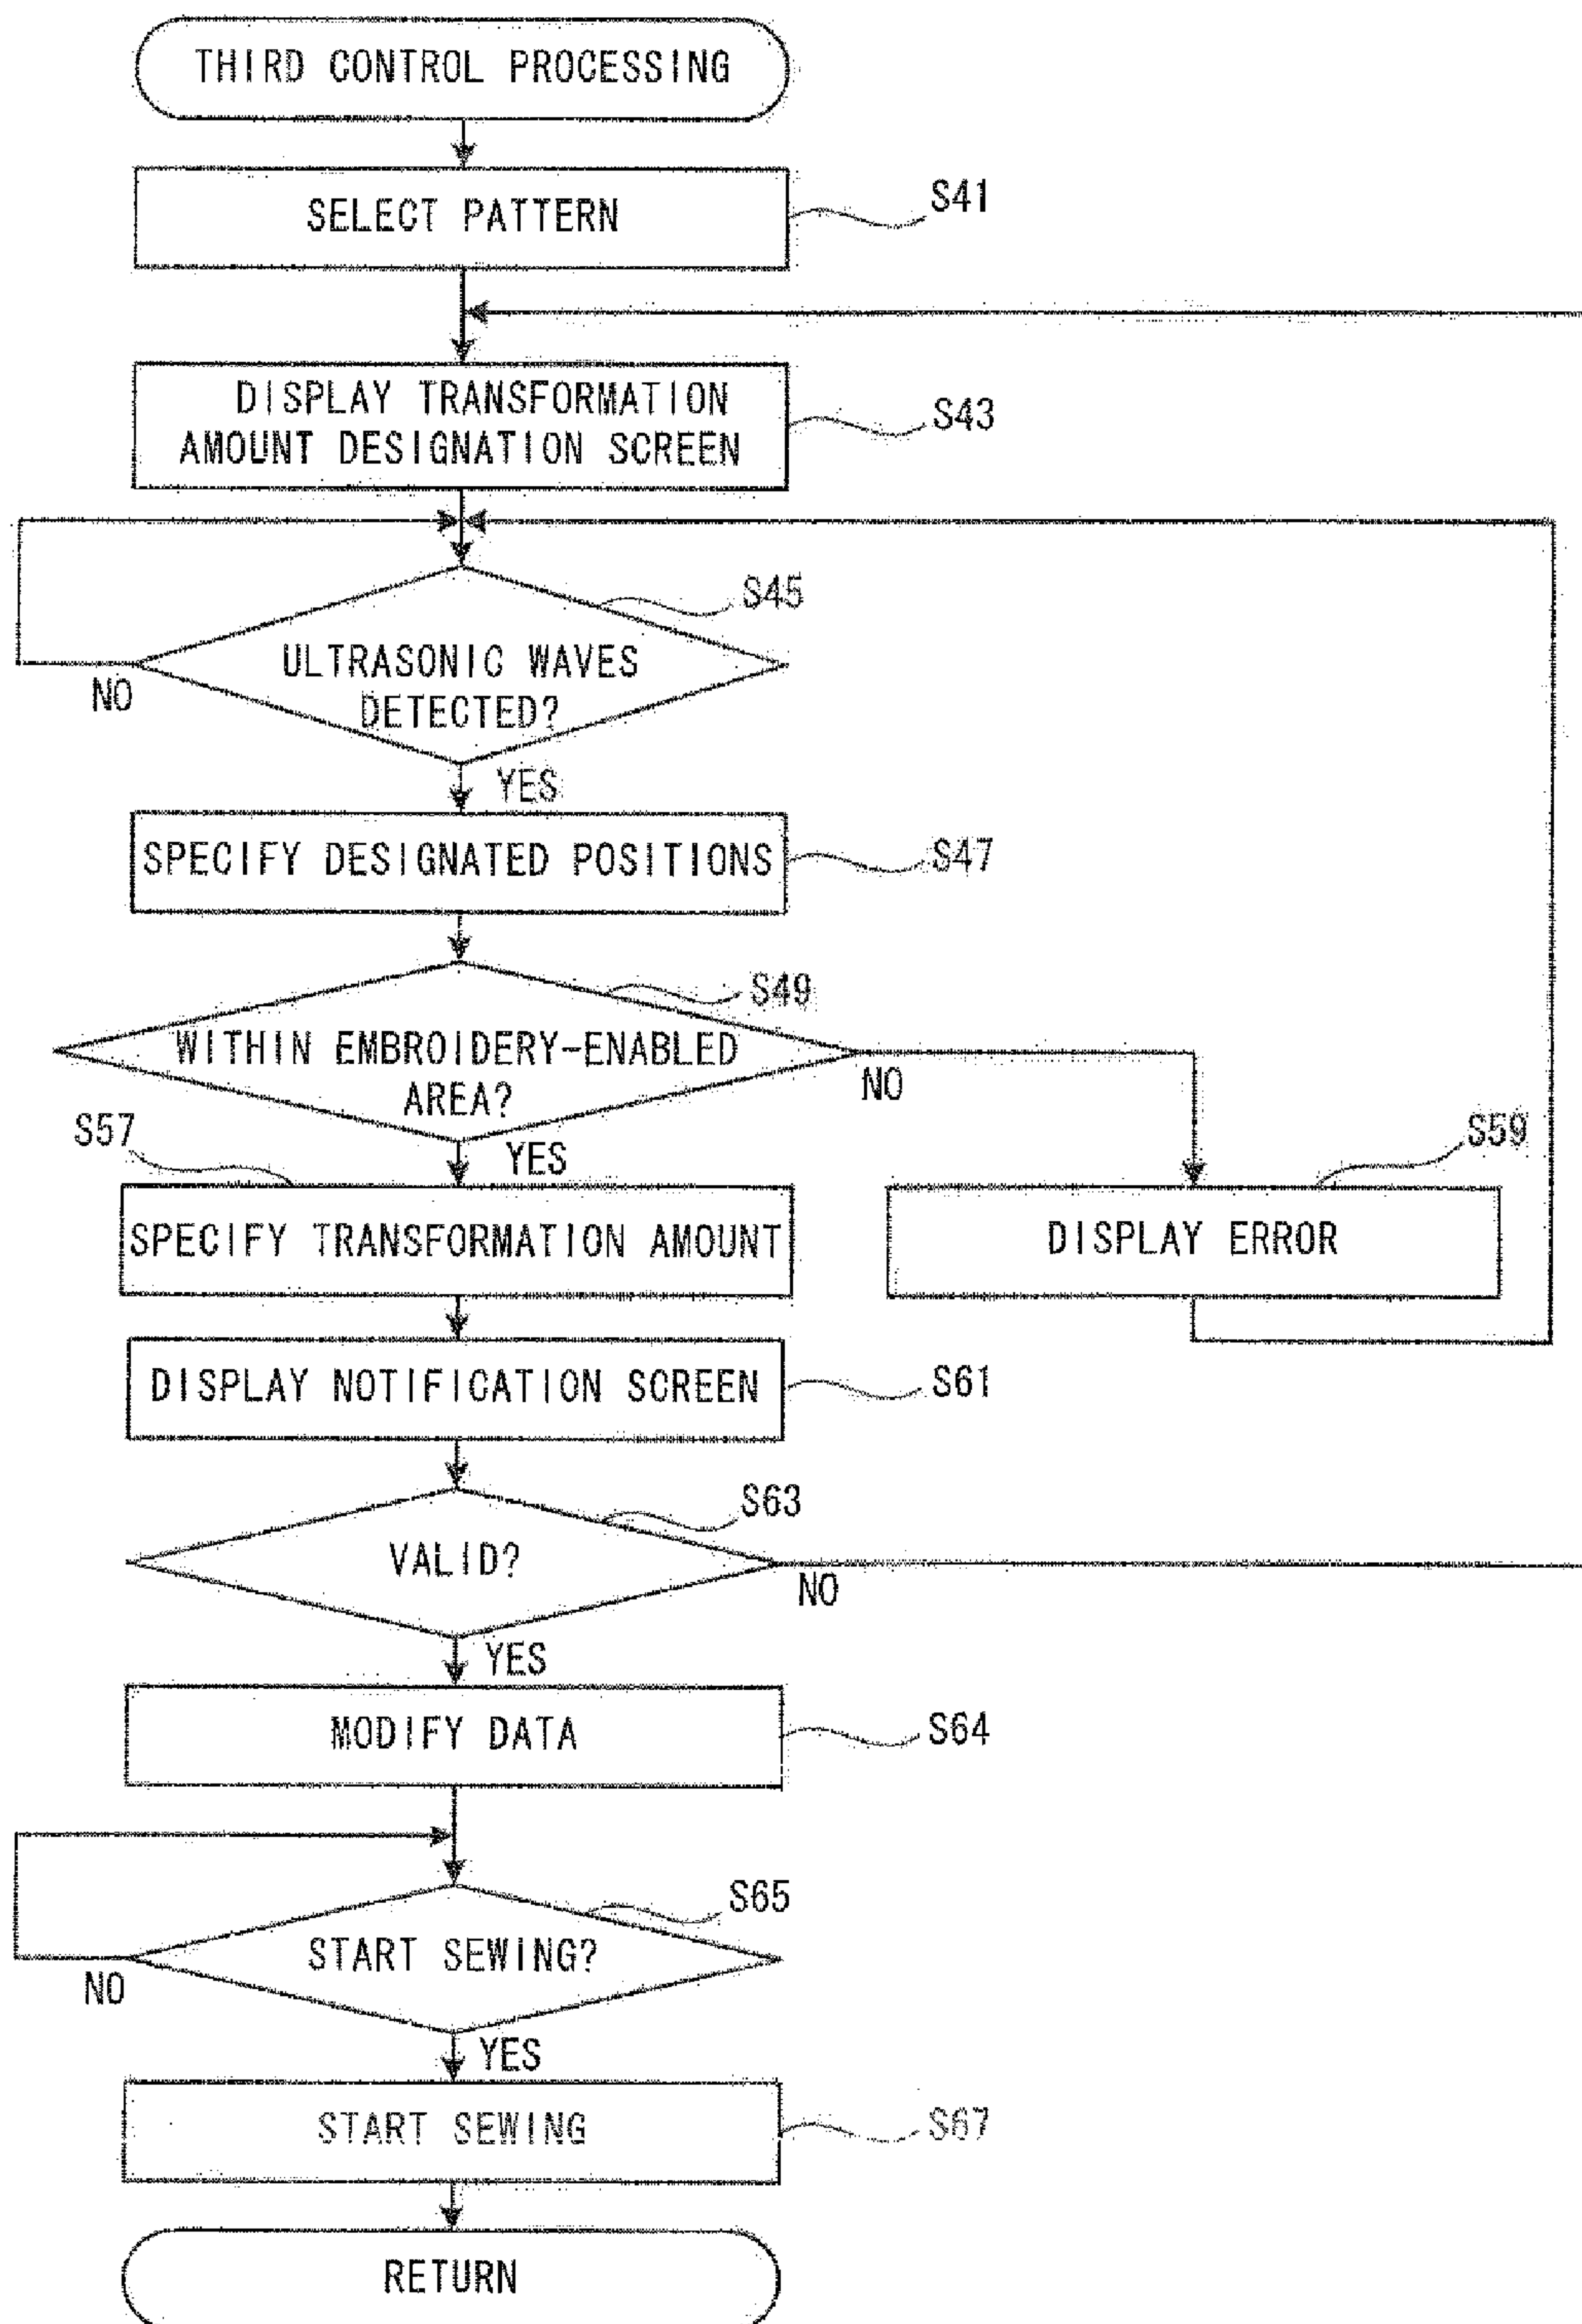 THIRD CONTROL PROCESSING
SELECT PATTERN
S41
DISPLAY TRANSFORMATION
AMOUNT DESIGNATION SCREEN
S43
S45
ULTRASONIC WAVES
DETECTED?
NO
YES
SPECIFY DESIGNATED POSITIONS
S47
S49
WITHIN EMBROIDERY-ENABLED
AREA?
NO
S57
YES
S59
SPECIFY TRANSFORMATION AMOUNT
DISPLAY ERROR
DISPLAY NOTIFICATION SCREEN
S61
S63
VALID?
NO
YES
MODIFY DATA
S64
S65
START SEWING?
NO
YES
START SEWING
S67
RETURN